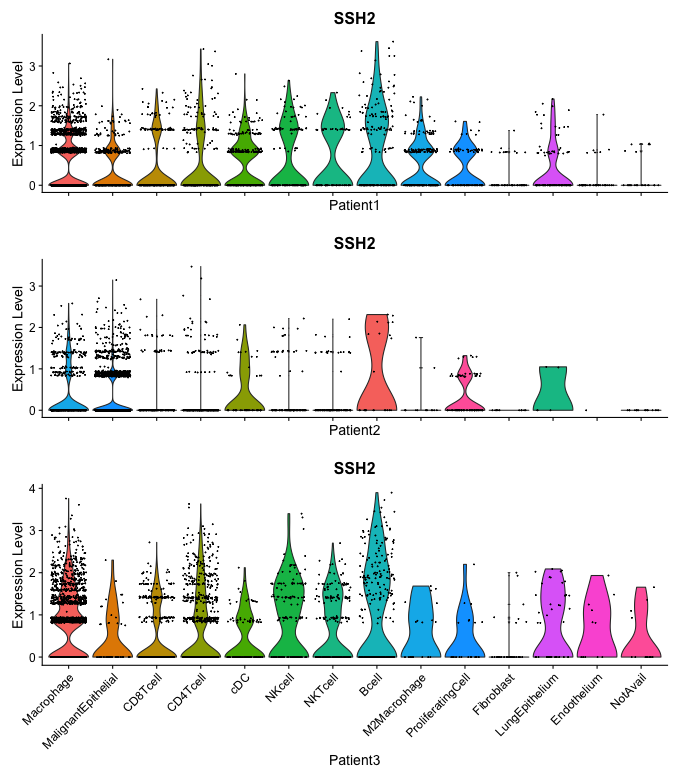 SSH2
Expression Level
3
2
1
0
Patient1
SSH2
Expression Level
3
2
1
0
Patient2
SSH2
Expression Level
4
3
2
1
0
Macrophage
MalignantEpithelial
CD8Tcell
CD4Tcell
cDC
NKcell
NKTcell
Bcell
M2Macrophage
ProliferatingCell
Fibroblast
LungEpithelium
Endothelium
NotAvail
Patient3